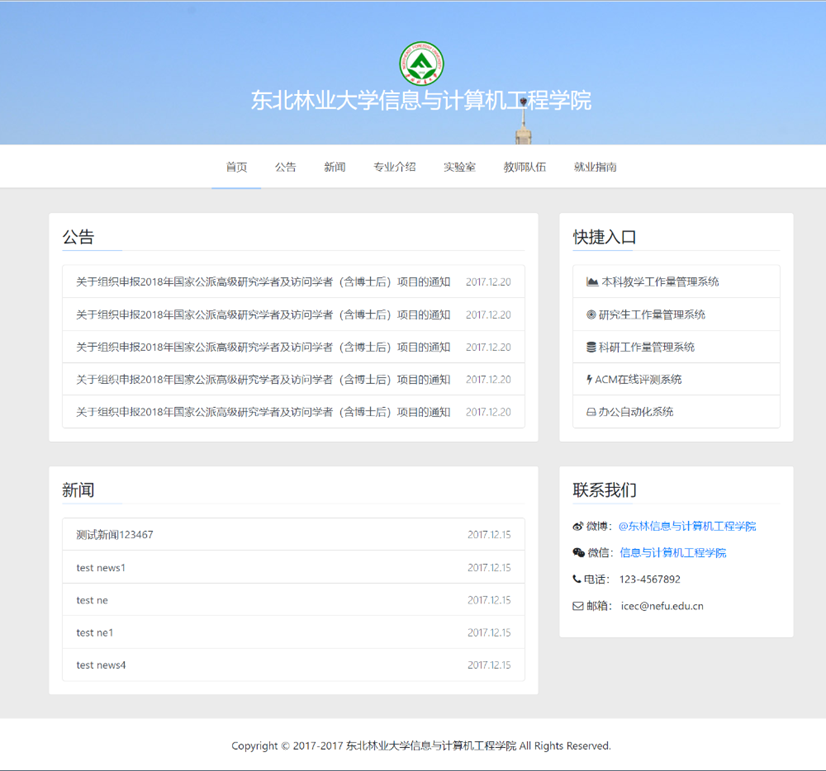 东北林业大学信息与计算机工程学院
首页 公告 新闻 专业介绍 实验室 教师队伍 就业指南
公告
关于组织申报2018年国家公派高级研究学者及访问学者（含博士后）项目的通知 2017.12.20
关于组织申报2018年国家公派高级研究学者及访问学者（含博士后）项目的通知 2017.12.20
关于组织申报2018年国家公派高级研究学者及访问学者（含博士后）项目的通知 2017.12.20
关于组织申报2018年国家公派高级研究学者及访问学者（含博士后）项目的通知 2017.12.20
关于组织申报2018年国家公派高级研究学者及访问学者（含博士后）项目的通知 2017.12.20
快捷入口
本科教学工作量管理系统
研究生工作量管理系统
科研工作量管理系统
ACM在线评测系统
办公自动化系统
新闻
测试新闻123467 2017.12.15
test news1 2017.12.15
test ne 2017.12.15
test ne1 2017.12.15
test news4 2017.12.15
联系我们
微博：@东林信息与计算机工程学院
微信：信息与计算机工程学院
电话： 123-4567892
邮箱： icec@nefu.edu.cn
Copyright © 2017-2017 东北林业大学信息与计算机工程学院 All Rights Reserved.